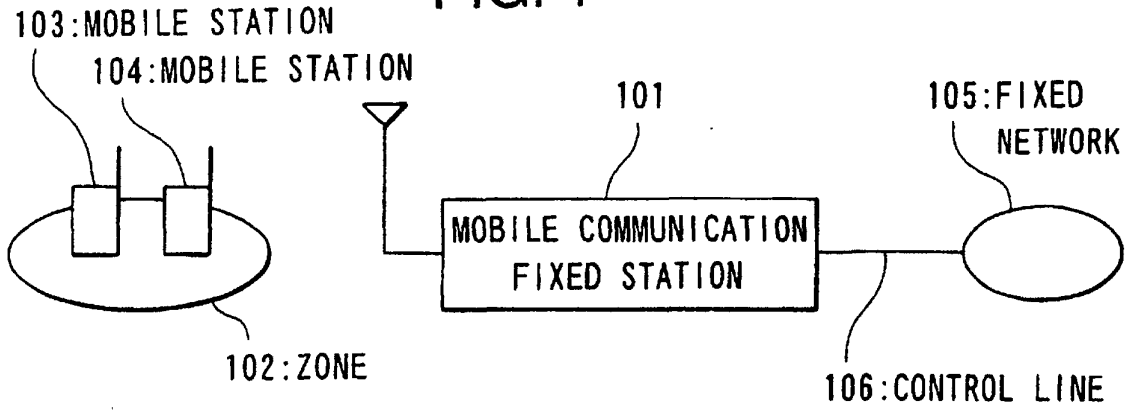 103:MOBILE STATION
104:MOBILE STATION
101
105:FIXED
NETWORK
MOBILE COMMUNICATION
FIXED STATION
102:ZONE
106:CONTROL LINE